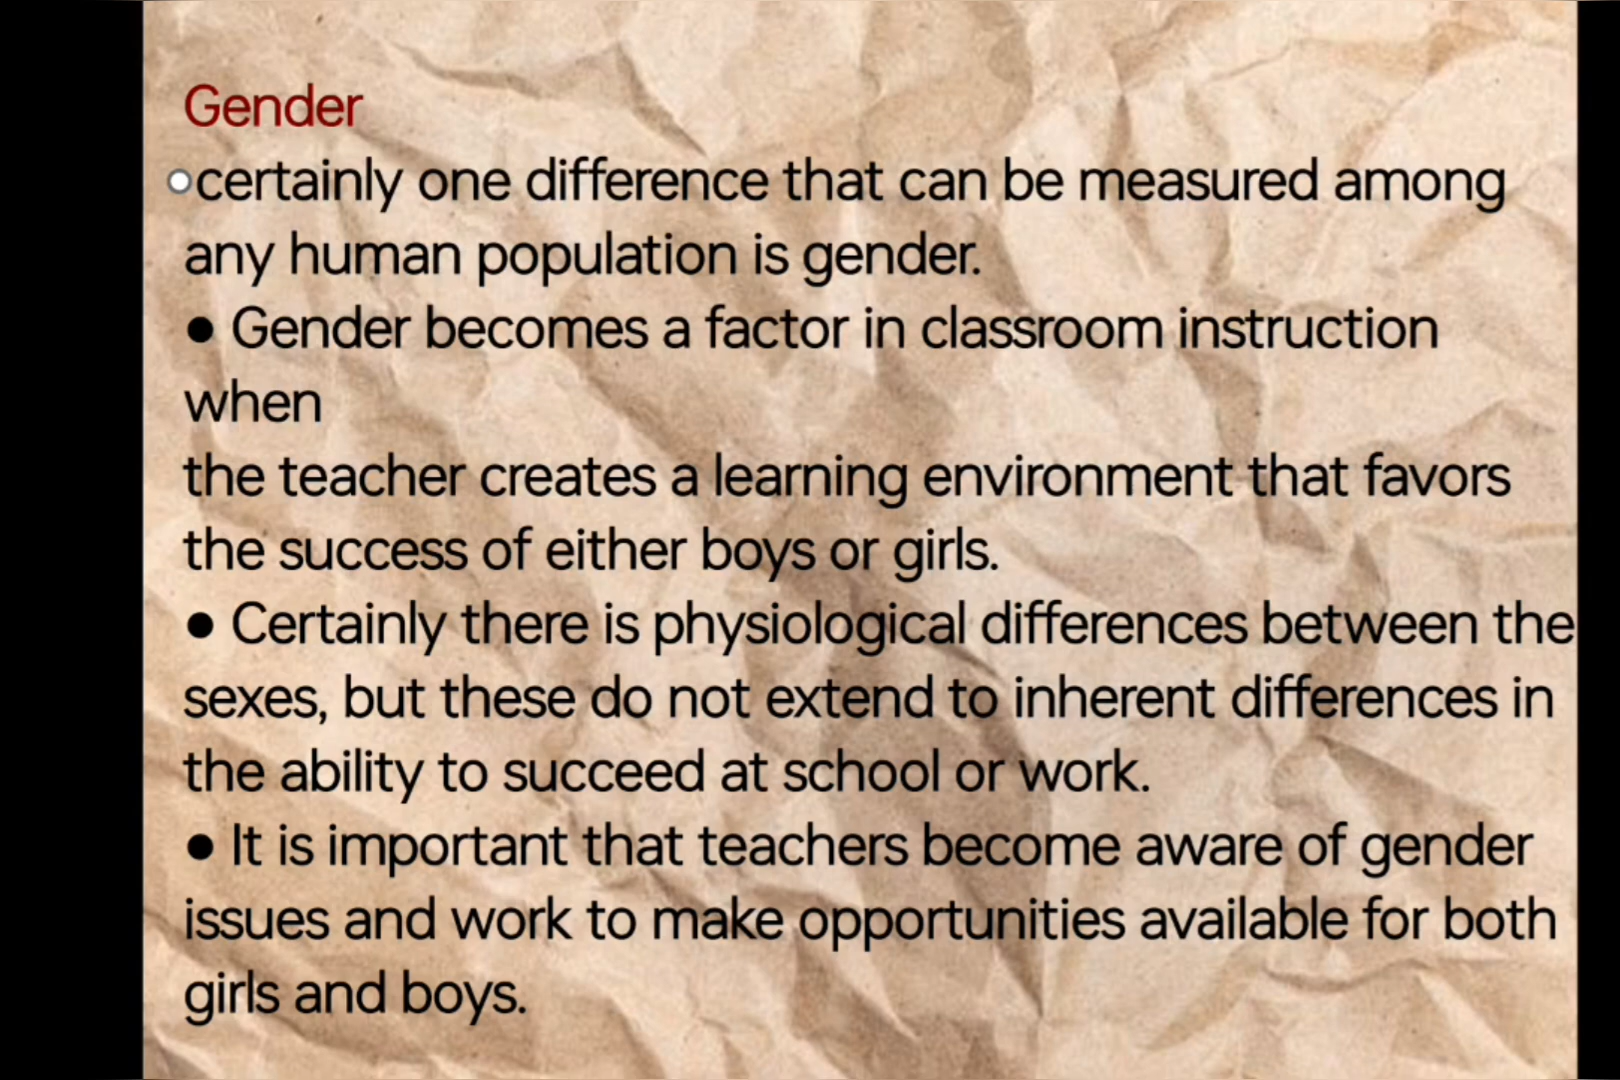 Gender
○certainly one difference that can be measured among
any human population is gender.
● Gender becomes a factor in classroom instruction
when
the teacher creates a learning environment that favors
the success of either boys or girls.
● Certainly there is physiological differences between the
sexes, but these do not extend to inherent differences in
the ability to succeed at school or work.
● It is important that teachers become aware of gender
issues and work to make opportunities available for both
girls and boys.